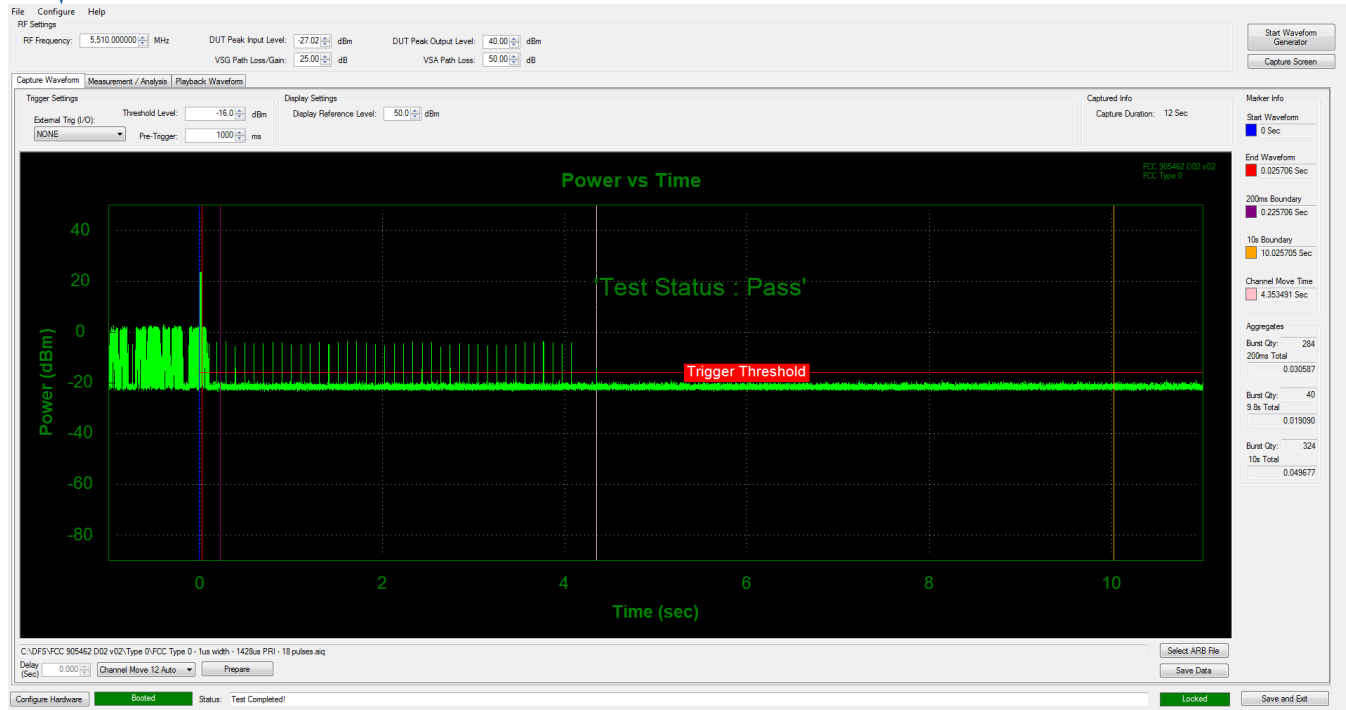 File Configure Help
RF Settings
RF Frequency: 5,510.000000 MHz DUT Peak Input Level: -27.02 dBm DUT Peak Output Level: 40.00 dBm
VSG Path Loss/Gain: 25.00 dB VSA Path Loss: 50.00 dB
Start Waveform
Generator
Capture Screen
Capture Waveform Measurement / Analysis Playback Waveform
Trigger Settings
External Trig (I/O):
NONE
Threshold Level: -16.0 dBm
Pre-Trigger: 1000 ms
Display Settings
Display Reference Level: 50.0 dBm
Captured Info
Capture Duration: 12 Sec
Marker Info
Start Waveform
0 Sec
End Waveform
0.025706 Sec
200ms Boundary
0.225706 Sec
10s Boundary
10.025705 Sec
Channel Move Time
4.353491 Sec
Aggregates
Burst Qty: 284
200ms Total
0.030587
Burst Qty: 40
9.8s Total
0.019090
Burst Qty: 324
10s Total
0.049677
Power vs Time
FCC 905462 D02 v02
FCC Type 0
'Test Status : Pass'
Trigger Threshold
Power (dBm)
40
20
0
-20
-40
-60
-80
0 2 4 6 8 10
Time (sec)
C:\DFS\FCC 905462 D02 v02\Type 0\FCC Type 0 - 1us width - 1428us PRI - 18 pulses.aiq
Select ARB File
Delay
(Sec) 0.000 Channel Move 12 Auto Prepare
Save Data
Configure Hardware Booted Status: Test Completed! Locked Save and Exit